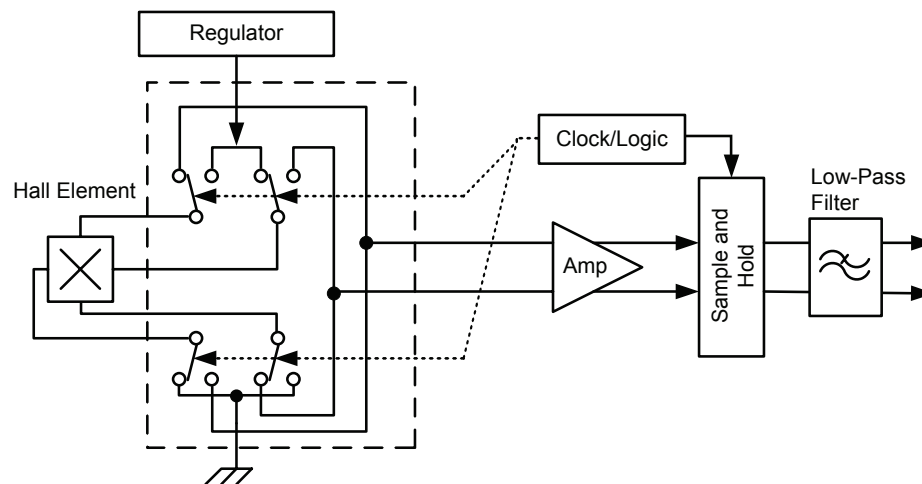 Regulator
Clock/Logic
Hall Element
Low-Pass
Filter
Amp
Sample and
Hold